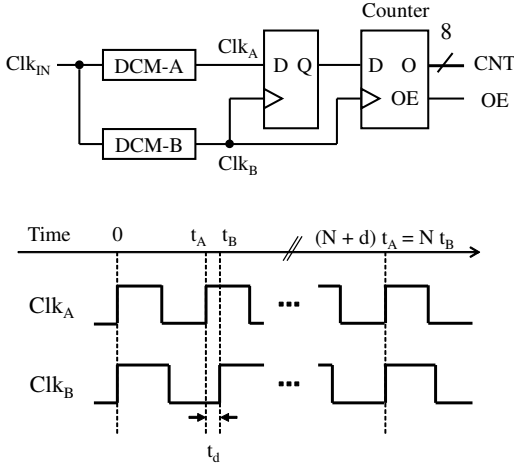 Counter
8
Clk_A
Clk_IN
DCM-A
D Q
D O
CNT
OE
OE
DCM-B
Clk_B
Time 0 t_A t_B (N + d) t_A = N t_B
Clk_A
...
Clk_B
...
t_d